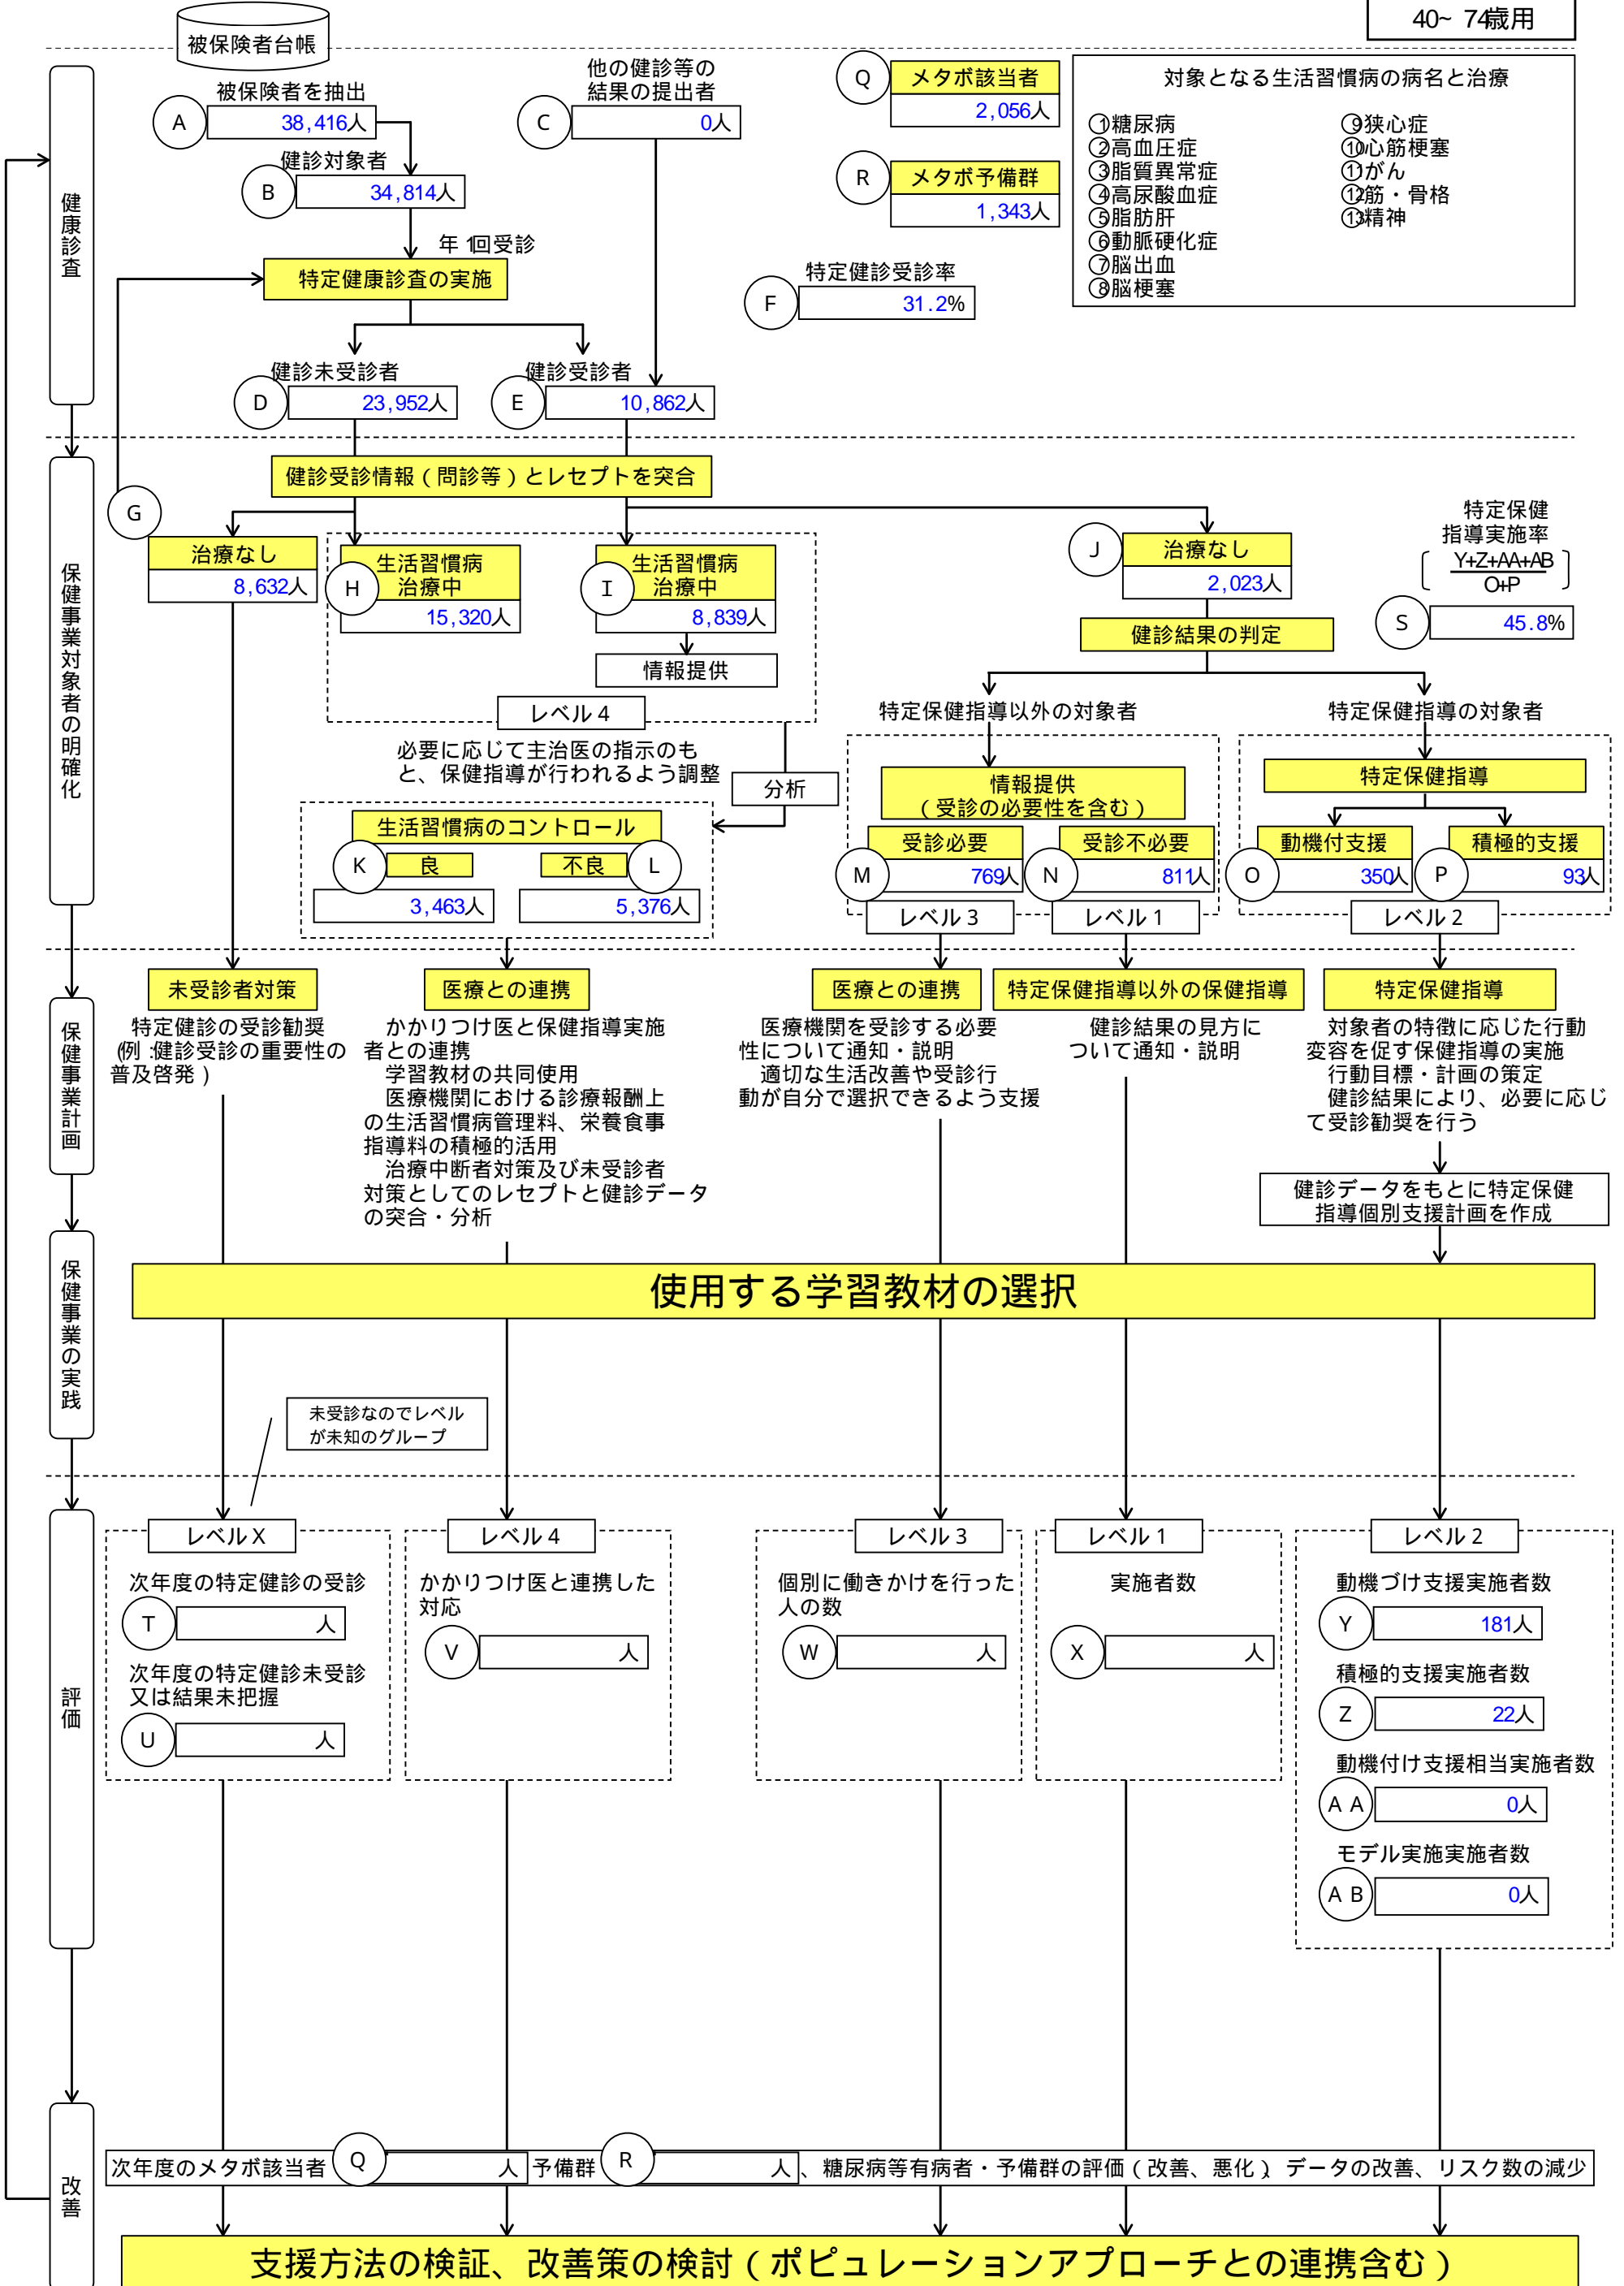 40~ 74歳用
被保険者台帳
健康診査
被保険者を抽出
A
38,416人
他の健診等の
結果の提出者
C
0人
健診対象者
B
34,814人
年1回受診
特定健康診査の実施
Q
メタボ該当者
2,056人
R
メタボ予備群
1,343人
特定健診受診率
F
31.2%
対象となる生活習慣病の病名と治療
①糖尿病
②高血圧症
③脂質異常症
④高尿酸血症
⑤脂肪肝
⑥動脈硬化症
⑦脳出血
⑧脳梗塞
⑨狭心症
⑩心筋梗塞
⑪がん
⑫筋・骨格
⑬精神
健診未受診者
D
23,952人
健診受診者
E
10,862人
保健事業対象者の明確化
健診受診情報(問診等)とレセプトを突合
G
治療なし
8,632人
H
生活習慣病
治療中
15,320人
I
生活習慣病
治療中
8,839人
情報提供
レベル4
J
治療なし
2,023人
健診結果の判定
特定保健
指導実施率
Y+Z+AA+AB
O+P
S
45.8%
必要に応じて主治医の指示のも
と、保健指導が行われるよう調整
分析
生活習慣病のコントロール
K
良
不良
L
3,463人
5,376人
特定保健指導以外の対象者
情報提供
(受診の必要性を含む)
受診必要
M
769人
受診不必要
N
811人
レベル3
レベル1
特定保健指導の対象者
特定保健指導
動機付支援
O
350人
積極的支援
P
93人
レベル2
保健事業計画
未受診者対策
特定健診の受診勧奨
(例:健診受診の重要性の
普及啓発)
医療との連携
かかりつけ医と保健指導実施
者との連携
学習教材の共同使用
医療機関における診療報酬上
の生活習慣病管理料、栄養食事
指導料の積極的活用
治療中断者対策及び未受診者
対策としてのレセプトと健診データ
の突合・分析
医療との連携
医療機関を受診する必要
性について通知・説明
適切な生活改善や受診行
動が自分で選択できるよう支援
特定保健指導以外の保健指導
健診結果の見方に
ついて通知・説明
特定保健指導
対象者の特徴に応じた行動
変容を促す保健指導の実施
行動目標・計画の策定
健診結果により、必要に応じ
て受診勧奨を行う
健診データをもとに特定保健
指導個別支援計画を作成
保健事業の実践
使用する学習教材の選択
未受診なのでレベル
が未知のグループ
評価
レベルX
次年度の特定健診の受診
T
人
次年度の特定健診未受診
又は結果未把握
U
人
レベル4
かかりつけ医と連携した
対応
V
人
レベル3
個別に働きかけを行った
人の数
W
人
レベル1
実施者数
X
人
レベル2
動機づけ支援実施者数
Y
181人
積極的支援実施者数
Z
22人
動機付け支援相当実施者数
AA
0人
モデル実施実施者数
AB
0人
改善
次年度のメタボ該当者 Q 人 予備群 R 人 、糖尿病等有病者・予備群の評価(改善、悪化)、データの改善、リスク数の減少
支援方法の検証、改善策の検討(ポピュレーションアプローチとの連携含む)